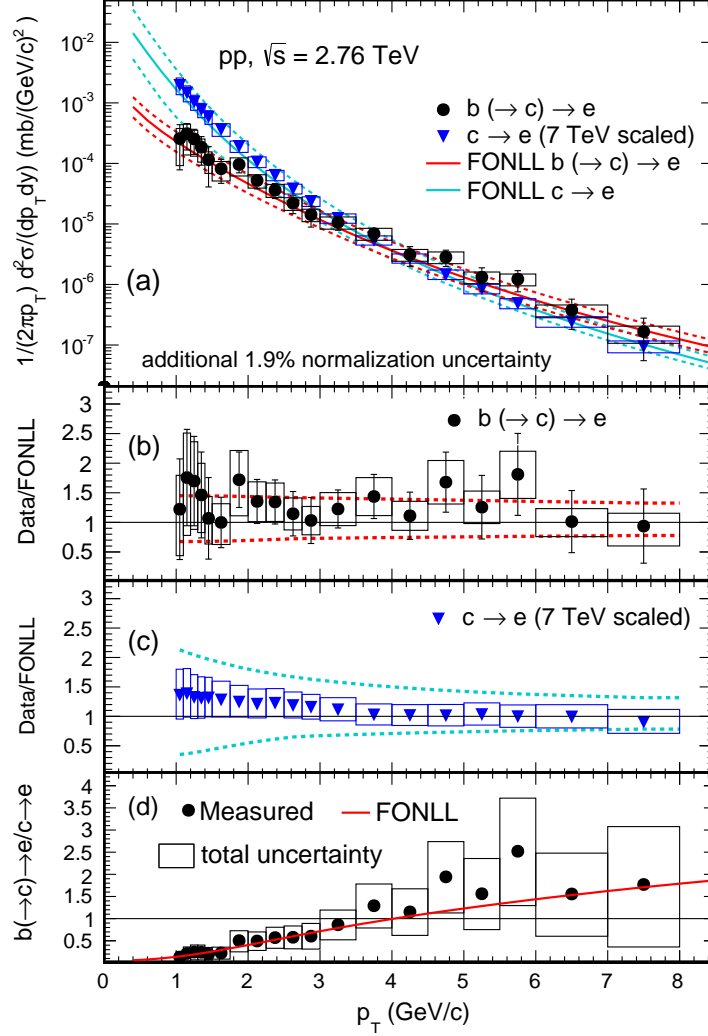 10⁻²
10⁻³
10⁻⁴
10⁻⁵
10⁻⁶
10⁻⁷
1/(2πp_T) d²σ/(dp_Tdy) (mb/(GeV/c)²)
pp, √s = 2.76 TeV
b (→ c) → e
c → e (7 TeV scaled)
FONLL b (→ c) → e
FONLL c → e
(a)
additional 1.9% normalization uncertainty
Data/FONLL
3
2.5
2
1.5
1
0.5
(b)
b (→ c) → e
Data/FONLL
3
2.5
2
1.5
1
0.5
(c)
c → e (7 TeV scaled)
b(→c)→e/c→e
4
3.5
3
2.5
2
1.5
1
0.5
(d)
Measured
FONLL
total uncertainty
0 1 2 3 4 5 6 7 8
p_T (GeV/c)